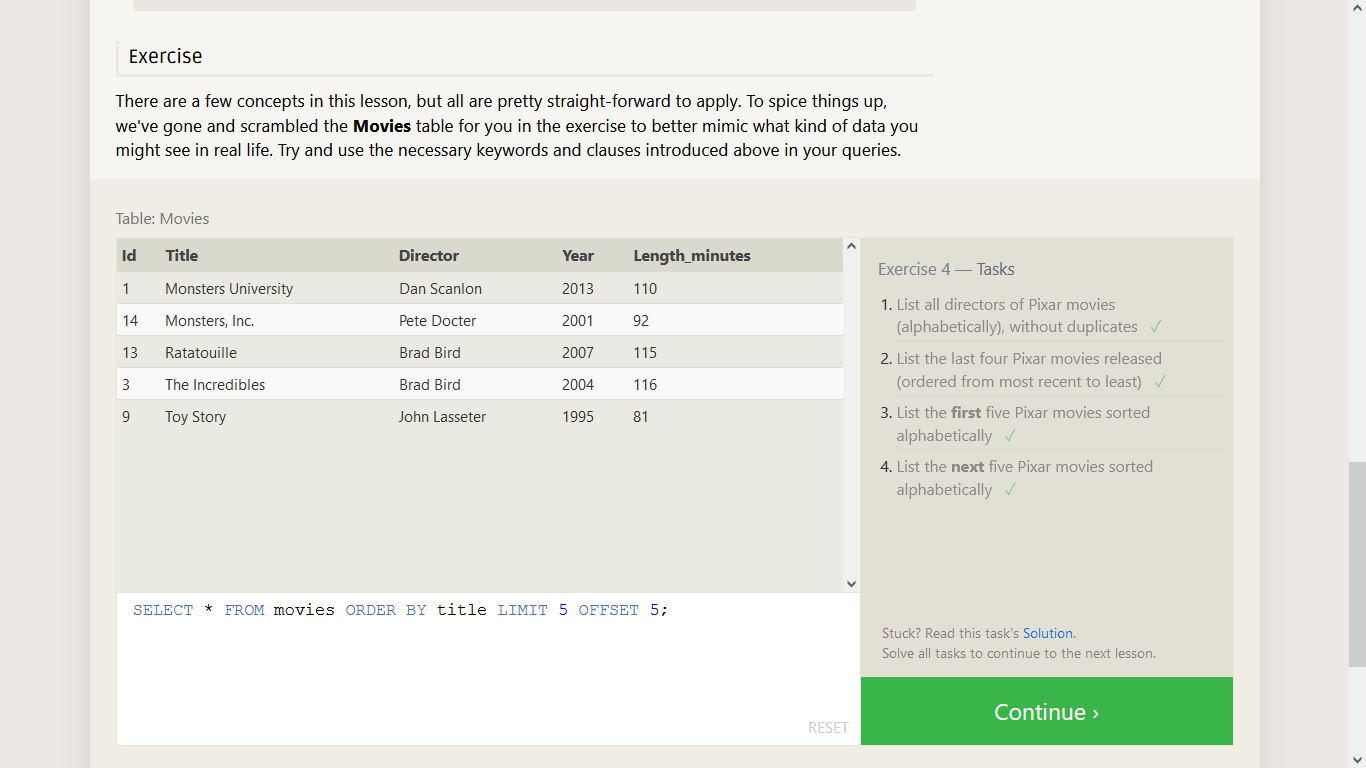 Exercise
There are a few concepts in this lesson, but all are pretty straight-forward to apply. To spice things up,
we've gone and scrambled the Movies table for you in the exercise to better mimic what kind of data you
might see in real life. Try and use the necessary keywords and clauses introduced above in your queries.
Table: Movies
Id Title Director Year Length_minutes
1 Monsters University Dan Scanlon 2013 110
14 Monsters, Inc. Pete Docter 2001 92
13 Ratatouille Brad Bird 2007 115
3 The Incredibles Brad Bird 2004 116
9 Toy Story John Lasseter 1995 81
SELECT * FROM movies ORDER BY title LIMIT 5 OFFSET 5;
RESET
Exercise 4 — Tasks
1. List all directors of Pixar movies
(alphabetically), without duplicates ✓
2. List the last four Pixar movies released
(ordered from most recent to least) ✓
3. List the first five Pixar movies sorted
alphabetically ✓
4. List the next five Pixar movies sorted
alphabetically ✓
Stuck? Read this task's Solution.
Solve all tasks to continue to the next lesson.
Continue ›